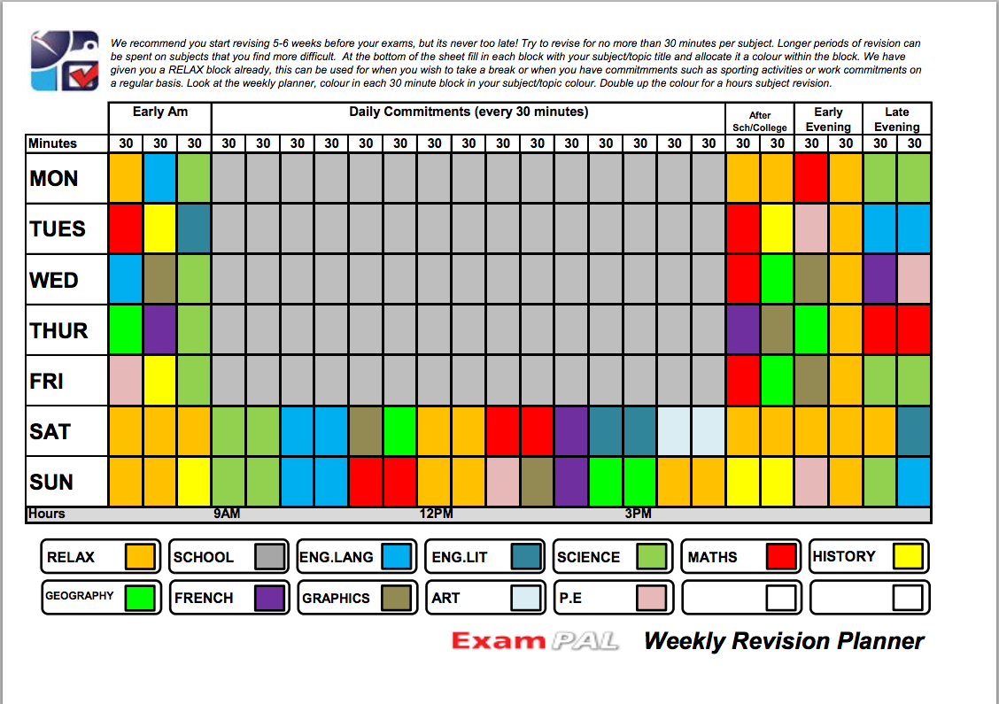 We recommend you start revising 5-6 weeks before your exams, but its never too late! Try to revise for no more than 30 minutes per subject. Longer periods of revision can
be spent on subjects that you find more difficult. At the bottom of the sheet fill in each block with your subject/topic title and allocate it a colour within the block. We have
given you a RELAX block already, this can be used for when you wish to take a break or when you have commitmments such as sporting activities or work commitments on
a regular basis. Look at the weekly planner, colour in each 30 minute block in your subject/topic colour. Double up the colour for a hours subject revision.
Early Am Daily Commitments (every 30 minutes) After Sch/College Early Evening Late Evening
Minutes 30 30 30 30 30 30 30 30 30 30 30 30 30 30 30 30 30 30 30 30 30 30 30 30
MON
TUES
WED
THUR
FRI
SAT
SUN
Hours 9AM 12PM 3PM
RELAX SCHOOL ENG.LANG ENG.LIT SCIENCE MATHS HISTORY
GEOGRAPHY FRENCH GRAPHICS ART P.E
Exam PAL Weekly Revision Planner